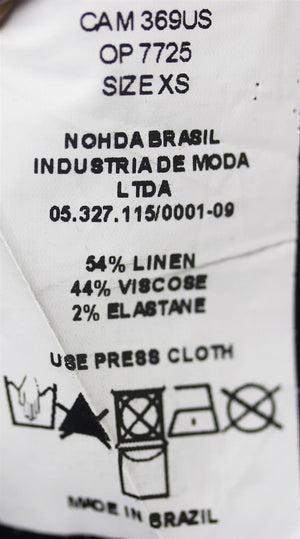 CAM 369US
OP 7725
SIZE XS
NOHDA BRASIL
INDUSTRIA DE MODA
LTDA
05.327.115/0001-09
54% LINEN
44% VISCOSE
2% ELASTANE
USE PRESS CLOTH
MADE IN BRAZIL